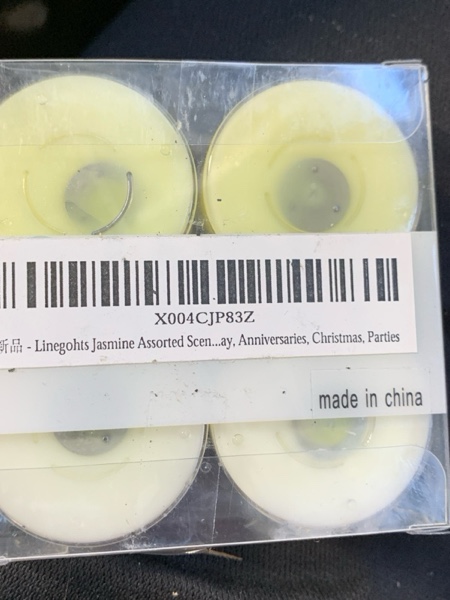 X004CJP83Z
新品 - Linegohts Jasmine Assorted Scen...ay, Anniversaries, Christmas, Parties
made in china